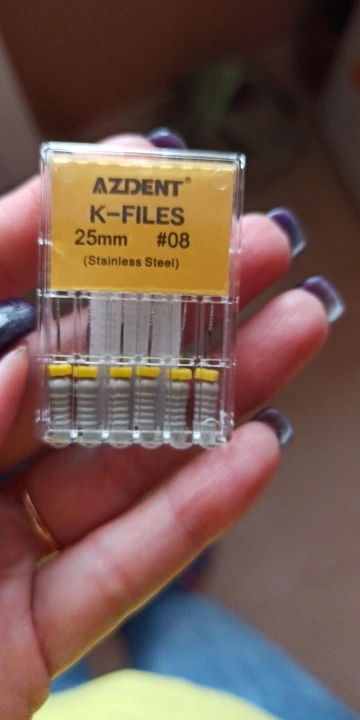 AZDENT®
K-FILES
25mm #08
(Stainless Steel)